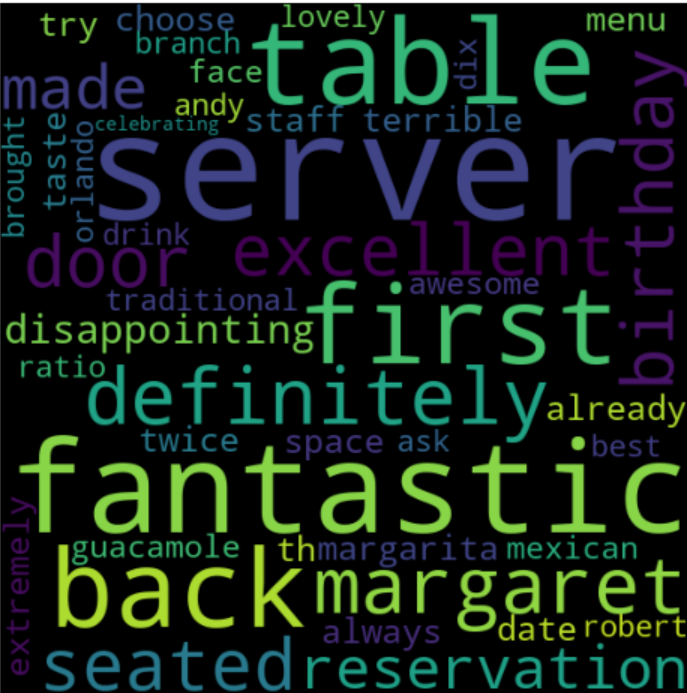 try choose lovely menu
branch table dix
made face
andy
celebrating staff terrible
brought taste orlando server birthday
drink
door excellent
traditional awesome
disappointing first
ratio
definitely already
twice space ask best
fantastic
extremely
guacamole th margarita mexican
back margaret
always date robert
seated reservation